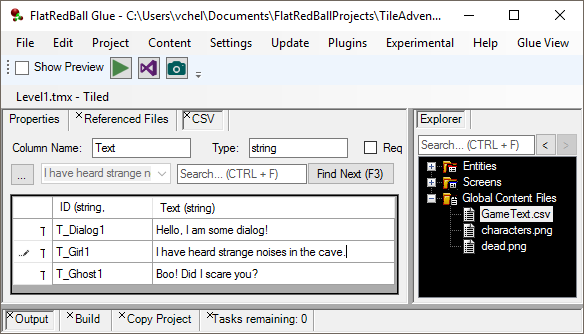 FlatRedBall Glue - C:\Users\vchel\Documents\FlatRedBallProjects\TileAdven...
File Edit Project Content Settings Update Plugins Experimental Help Glue View
Show Preview
Level1.tmx - Tiled
Properties Referenced Files CSV
Column Name: Text Type: string Req
... I have heard strange n Search... (CTRL + F) Find Next (F3)
ID (string, Text (string)
T T_Dialog1 Hello, I am some dialog!
T T_Girl1 I have heard strange noises in the cave.
T T_Ghost1 Boo! Did I scare you?
Explorer
Search... (CTRL + F) < >
Entities
Screens
Global Content Files
GameText.csv
characters.png
dead.png
Output Build Copy Project Tasks remaining: 0